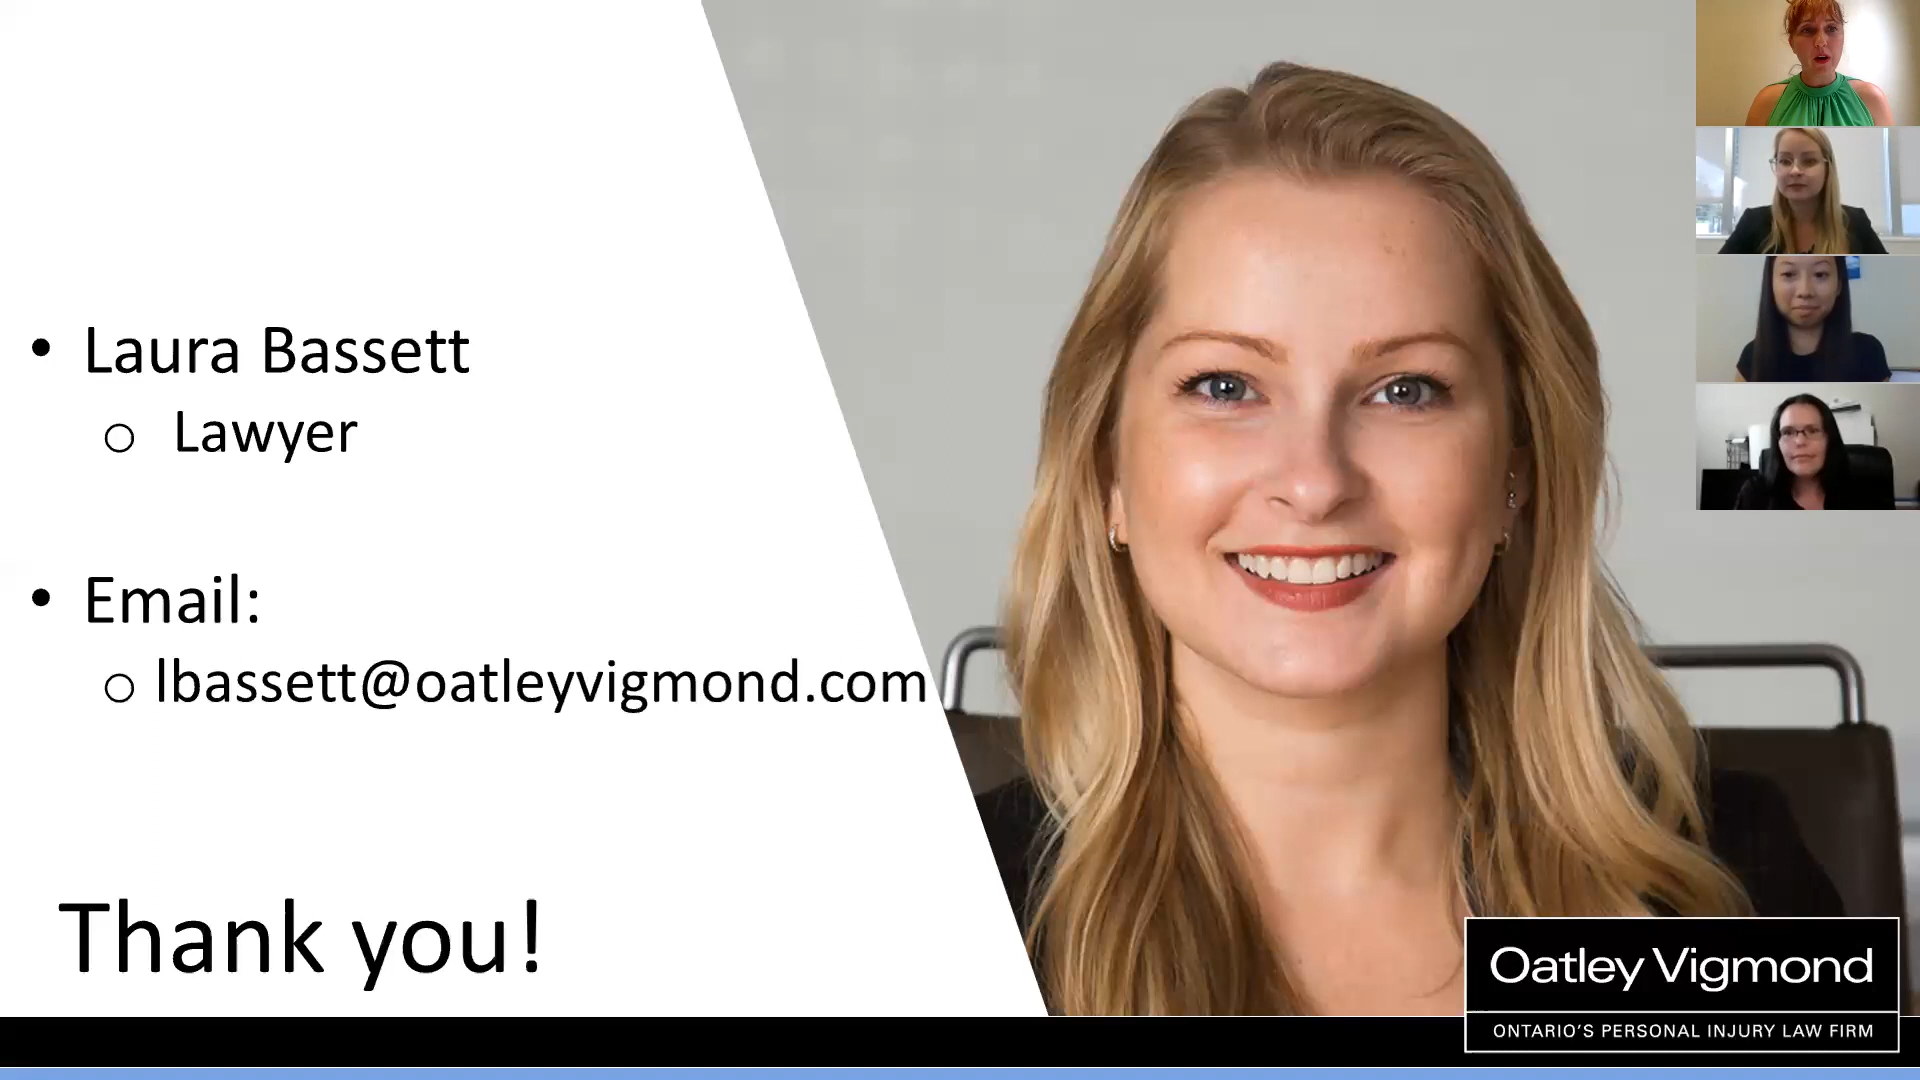 Laura Bassett
Lawyer
Email:
lbassett@oatleyvigmond.com
Thank you!
Oatley Vigmond
ONTARIO'S PERSONAL INJURY LAW FIRM